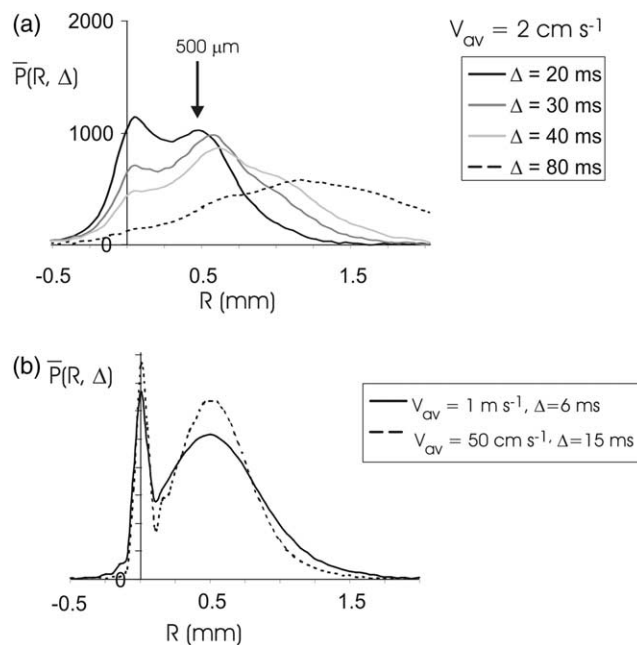 (a)
2000
P̅(R, Δ)
1000
0
-0.5
0.5
1.5
R (mm)
500 μm
V_av = 2 cm s⁻¹
Δ = 20 ms
Δ = 30 ms
Δ = 40 ms
Δ = 80 ms
(b)
P̅(R, Δ)
0
-0.5
0.5
1.5
R (mm)
V_av = 1 m s⁻¹, Δ=6 ms
V_av = 50 cm s⁻¹, Δ=15 ms